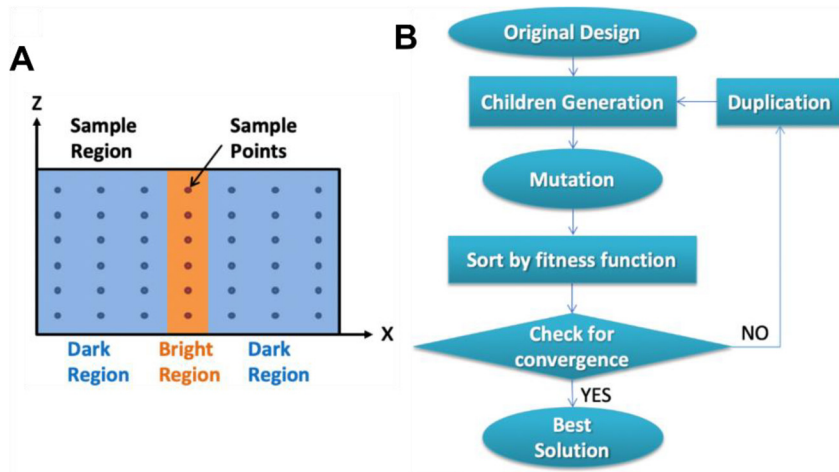 A
Z
Sample
Region
Sample
Points
X
Dark
Region
Bright
Region
Dark
Region
B
Original Design
Children Generation
Duplication
Mutation
Sort by fitness function
Check for
convergence
NO
YES
Best
Solution